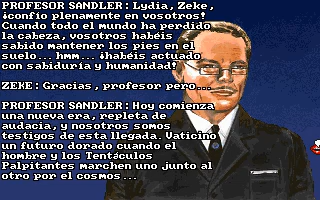 PROFESOR SANDLER: Lydia, Zeke,
¡confío plenamente en vosotros!
Cuando todo el mundo ha perdido
la cabeza, vosotros habéis
sabido mantener los pies en el
suelo... hmm... ¡habéis actuado
con sabiduría y humanidad!
ZEKE: Gracias, profesor pero...
PROFESOR SANDLER: Hoy comienza
una nueva era, repleta de
audacia, y nosotros somos
testigos de esta llegada. Vaticino
un futuro dorado cuando el
hombre y los Tentáculos
Palpitantes marchen uno junto al
otro por el cosmos...